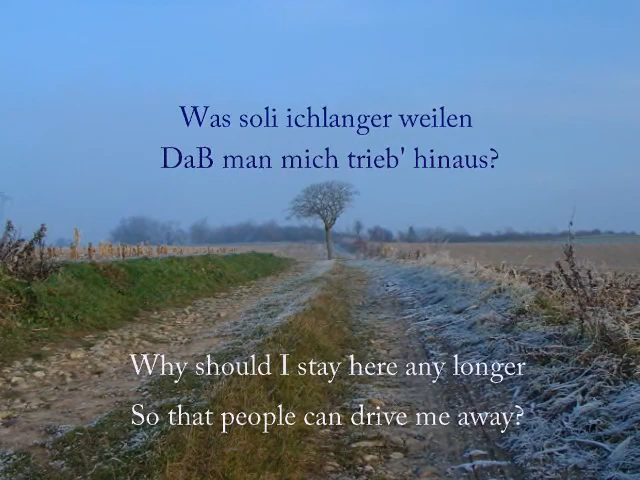 Was soli ichlanger weilen
DaB man mich trieb' hinaus?
Why should I stay here any longer
So that people can drive me away?